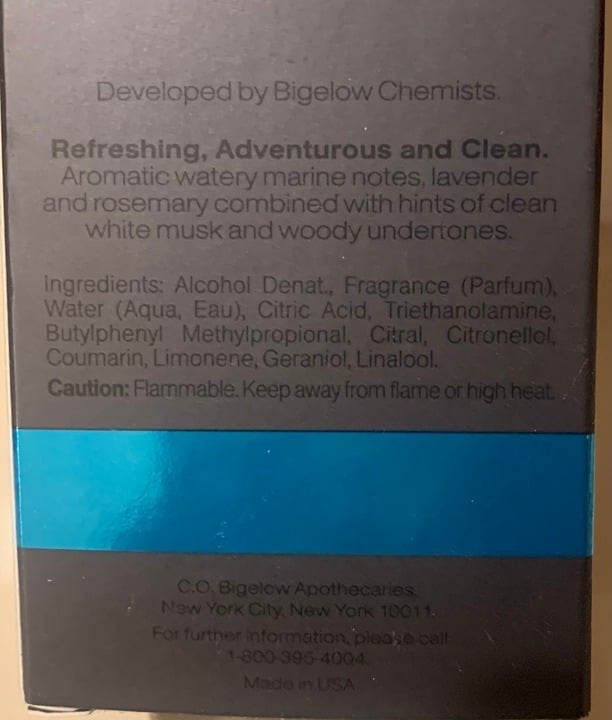 Developed by Bigelow Chemists.
Refreshing, Adventurous and Clean.
Aromatic watery marine notes, lavender
and rosemary combined with hints of clean
white musk and woody undertones.
Ingredients: Alcohol Denat., Fragrance (Parfum),
Water (Aqua, Eau), Citric Acid, Triethanolamine,
Butylphenyl Methylpropional, Citral, Citronellol,
Coumarin, Limonene, Geraniol, Linalool.
Caution: Flammable. Keep away from flame or high heat.
C.O. Bigelow Apothecaries.
New York City, New York 10011.
For further information, please call
1-800-395-4004.
Made in USA